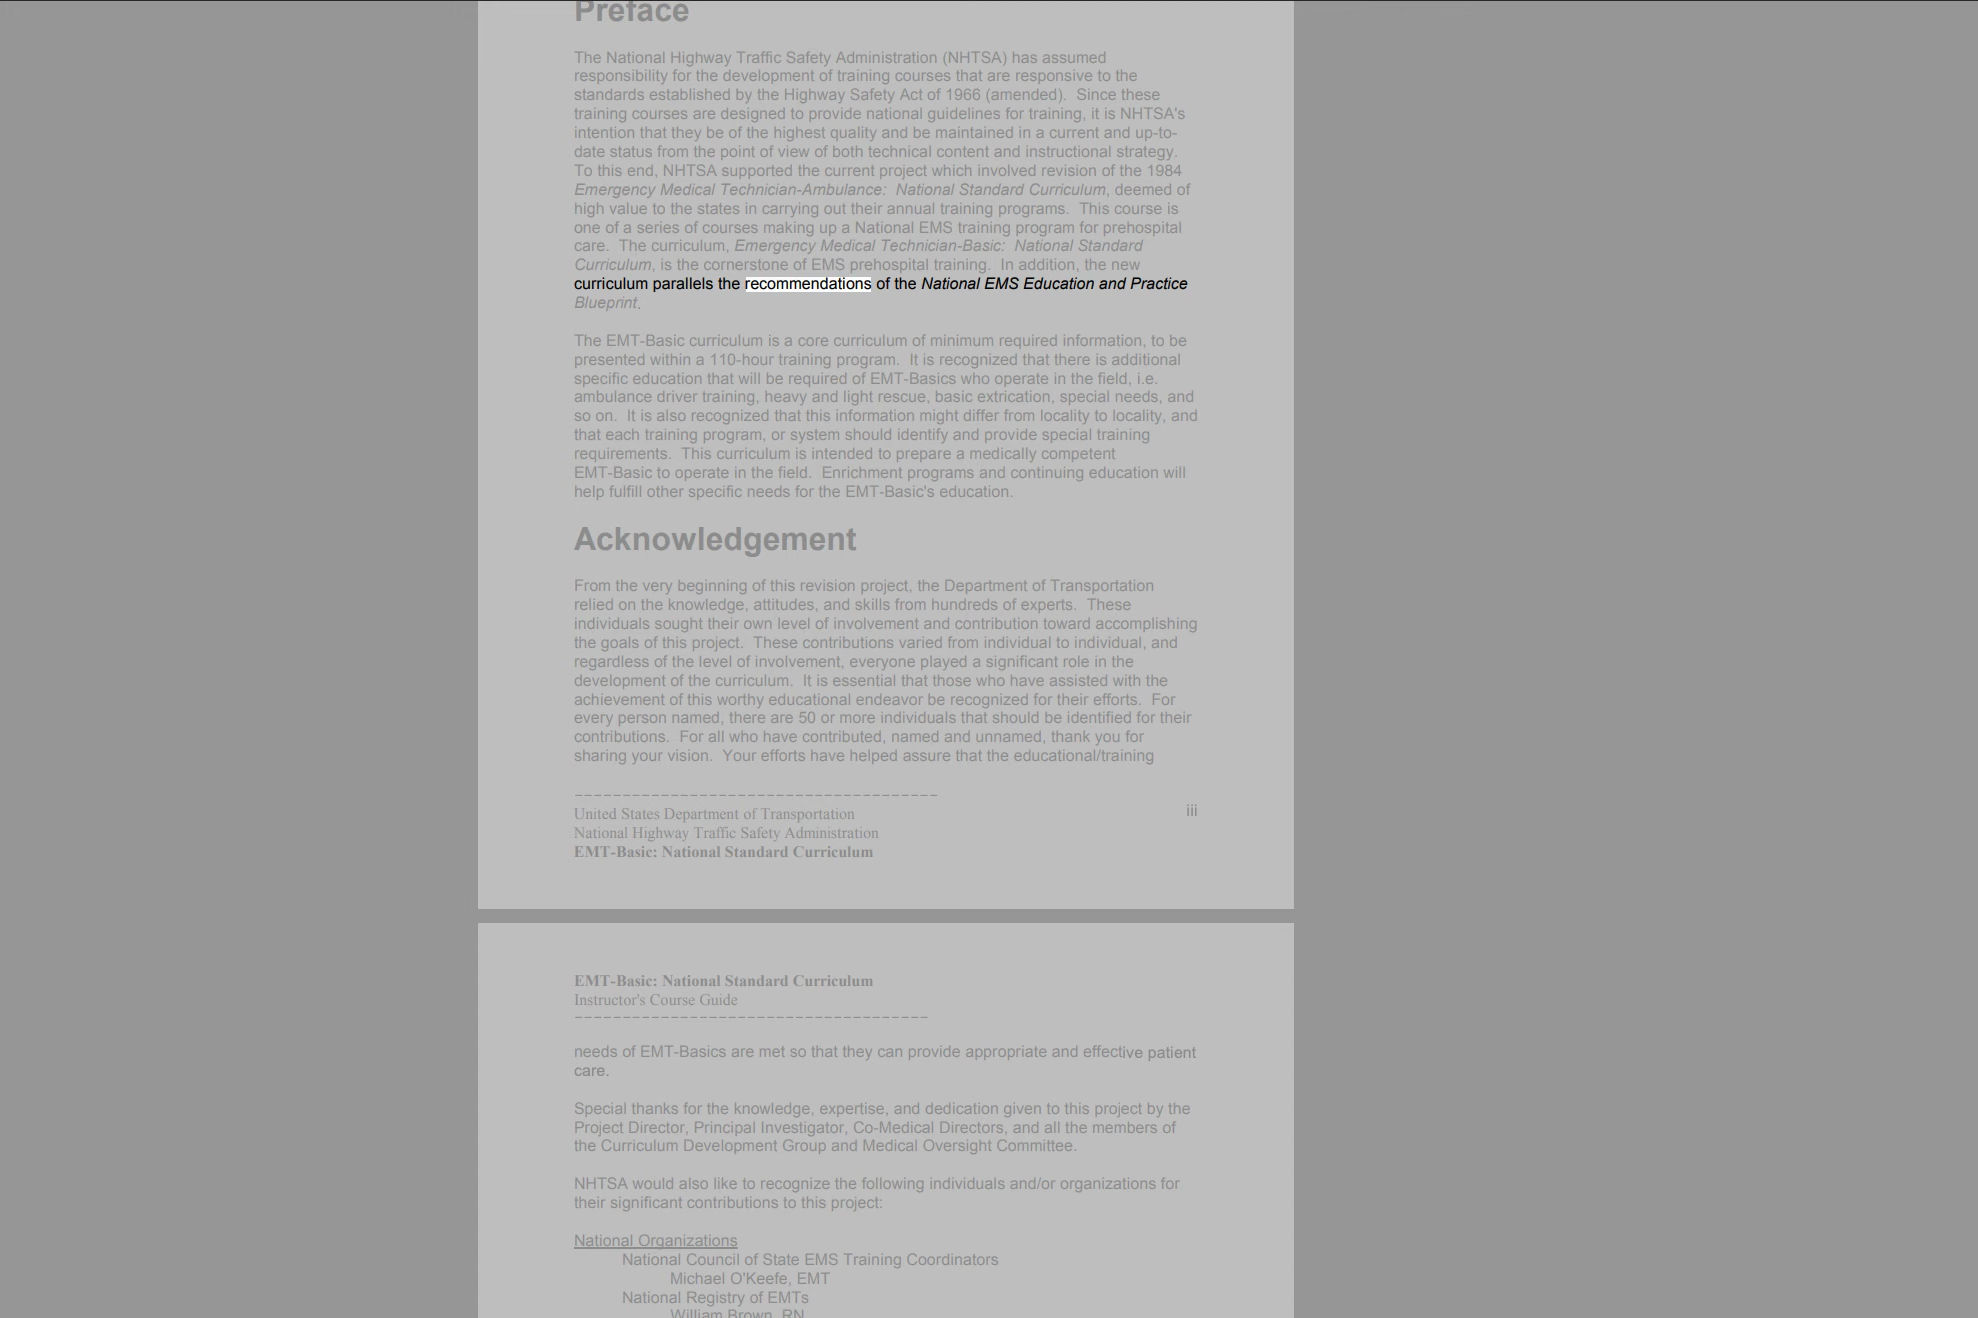 Preface
The National Highway Traffic Safety Administration (NHTSA) has assumed
responsibility for the development of training courses that are responsive to the
standards established by the Highway Safety Act of 1966 (amended).  Since these
training courses are designed to provide national guidelines for training, it is NHTSA's
intention that they be of the highest quality and be maintained in a current and up-to-
date status from the point of view of both technical content and instructional strategy.
To this end, NHTSA supported the current project which involved revision of the 1984
Emergency Medical Technician-Ambulance:  National Standard Curriculum, deemed of
high value to the states in carrying out their annual training programs.  This course is
one of a series of courses making up a National EMS training program for prehospital
care.  The curriculum, Emergency Medical Technician-Basic:  National Standard
Curriculum, is the cornerstone of EMS prehospital training.  In addition, the new
curriculum parallels the recommendations of the National EMS Education and Practice
Blueprint.
The EMT-Basic curriculum is a core curriculum of minimum required information, to be
presented within a 110-hour training program.  It is recognized that there is additional
specific education that will be required of EMT-Basics who operate in the field, i.e.
ambulance driver training, heavy and light rescue, basic extrication, special needs, and
so on.  It is also recognized that this information might differ from locality to locality, and
that each training program, or system should identify and provide special training
requirements.  This curriculum is intended to prepare a medically competent
EMT-Basic to operate in the field.  Enrichment programs and continuing education will
help fulfill other specific needs for the EMT-Basic's education.
Acknowledgement
From the very beginning of this revision project, the Department of Transportation
relied on the knowledge, attitudes, and skills from hundreds of experts.  These
individuals sought their own level of involvement and contribution toward accomplishing
the goals of this project.  These contributions varied from individual to individual, and
regardless of the level of involvement, everyone played a significant role in the
development of the curriculum.  It is essential that those who have assisted with the
achievement of this worthy educational endeavor be recognized for their efforts.  For
every person named, there are 50 or more individuals that should be identified for their
contributions.  For all who have contributed, named and unnamed, thank you for
sharing your vision.  Your efforts have helped assure that the educational/training
United States Department of Transportation
iii
National Highway Traffic Safety Administration
EMT-Basic: National Standard Curriculum
EMT-Basic: National Standard Curriculum
Instructor's Course Guide
needs of EMT-Basics are met so that they can provide appropriate and effective patient
care.
Special thanks for the knowledge, expertise, and dedication given to this project by the
Project Director, Principal Investigator, Co-Medical Directors, and all the members of
the Curriculum Development Group and Medical Oversight Committee.
NHTSA would also like to recognize the following individuals and/or organizations for
their significant contributions to this project:
National Organizations
National Council of State EMS Training Coordinators
Michael O'Keefe, EMT
National Registry of EMTs
William Brown, RN